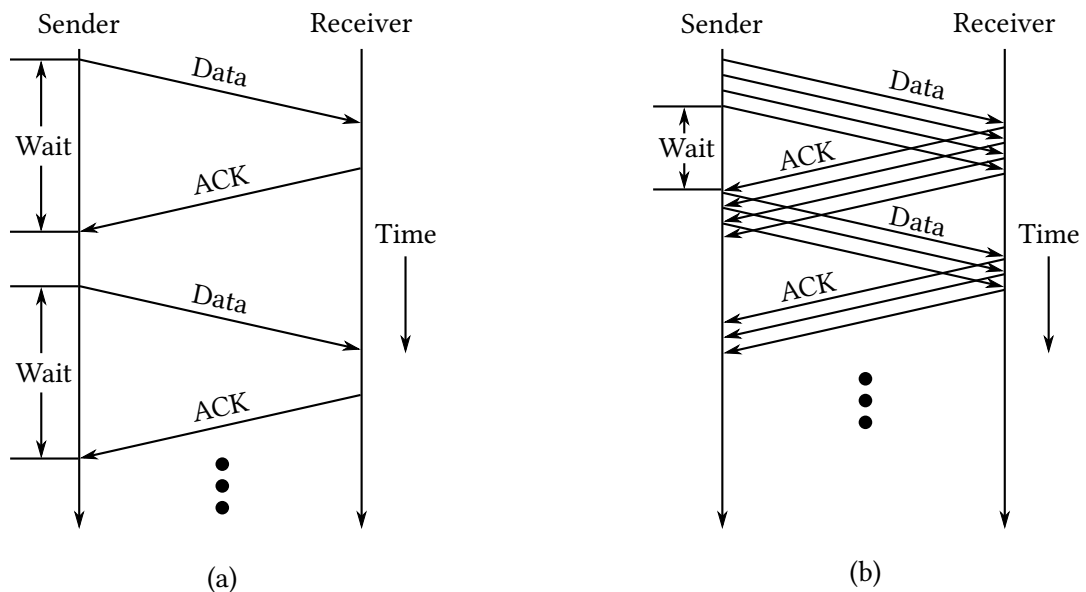 Sender
Receiver
Data
Wait
ACK
Time
Data
Wait
ACK
(a)
Sender
Receiver
Data
Wait
ACK
Data
Time
ACK
(b)